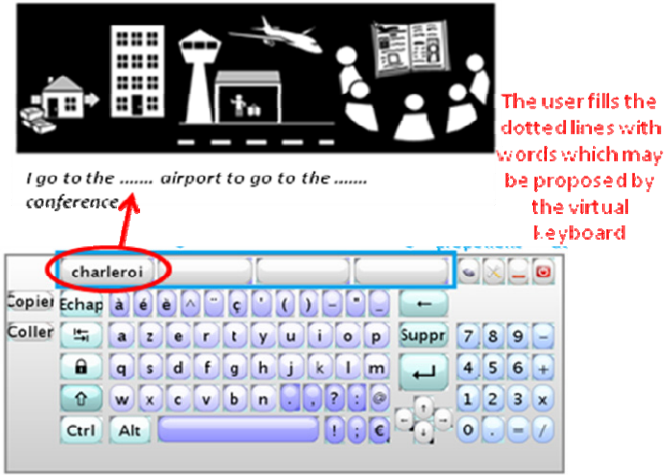 I go to the ....... airport to go to the .......
conference
The user fills the
dotted lines with
words which may
be proposed by
the virtual
keyboard
charleroi
Copier Echap à é è ^ ¨ ç ' ( ) – " _ ←
Coller a z e r t y u i o p Suppr 7 8 9 –
q s d f g h j k l m 4 5 6 +
w x c v b n . , ? : @ 1 2 3 x
Ctrl Alt ! ; € 0 . = /